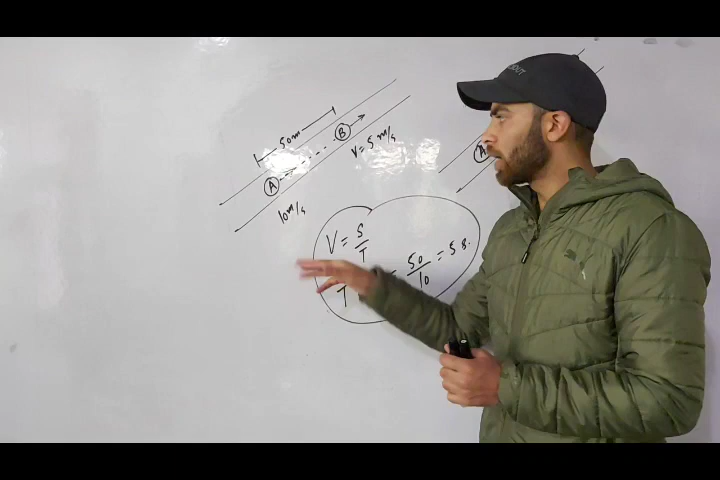 50m
B
V = 5 m/s
A
10 m/s
A
V = S/T
T = 50/10 = 5 s.